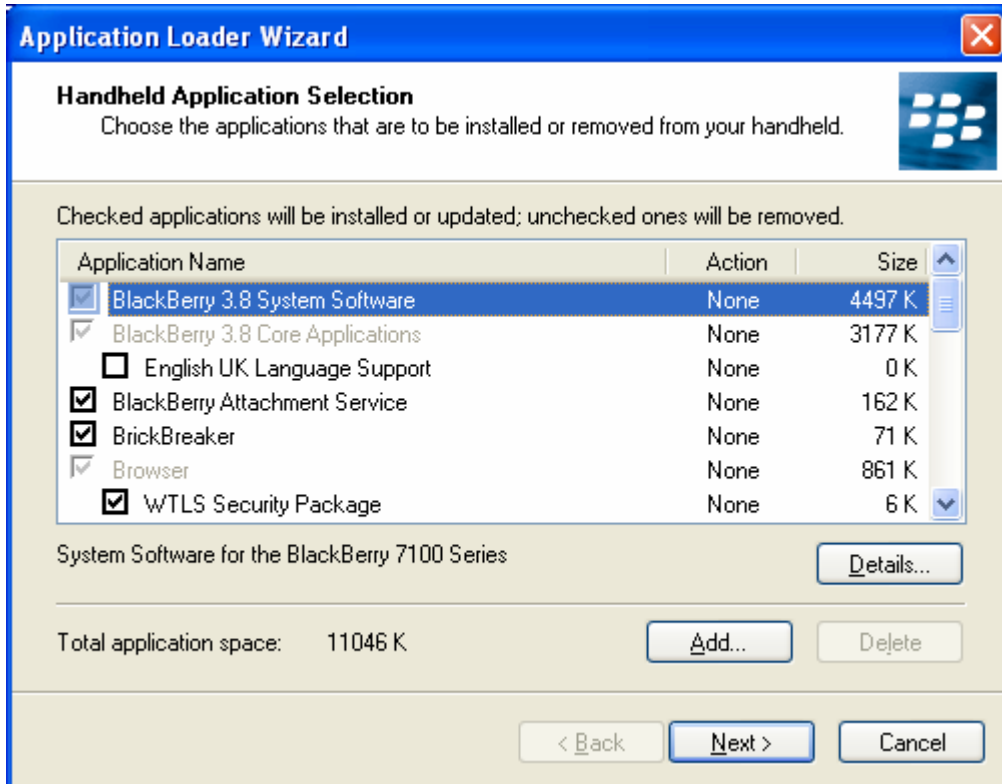 Application Loader Wizard
Handheld Application Selection
Choose the applications that are to be installed or removed from your handheld.
Checked applications will be installed or updated; unchecked ones will be removed.
Application Name Action Size
BlackBerry 3.8 System Software None 4497 K
BlackBerry 3.8 Core Applications None 3177 K
English UK Language Support None 0 K
BlackBerry Attachment Service None 162 K
BrickBreaker None 71 K
Browser None 861 K
WTLS Security Package None 6 K
System Software for the BlackBerry 7100 Series Details...
Total application space: 11046 K Add... Delete
< Back Next > Cancel